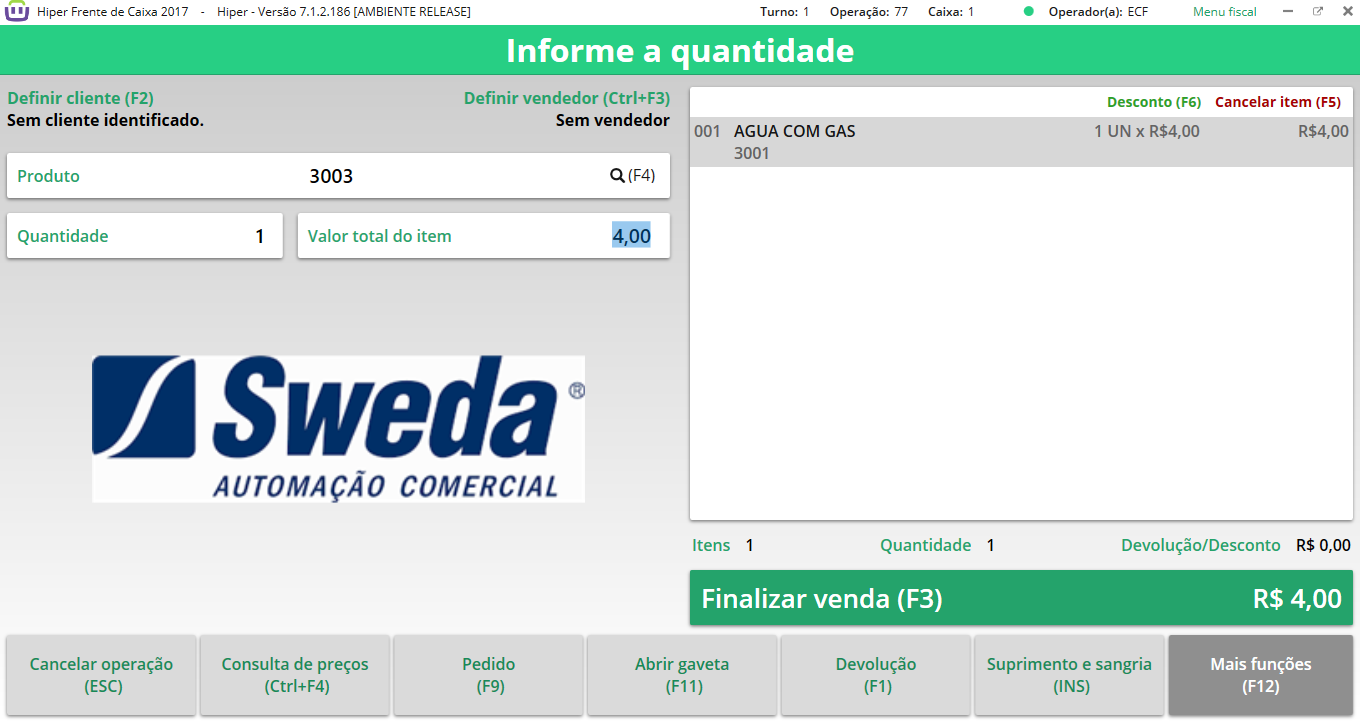 Hiper Frente de Caixa 2017 - Hiper - Versão 7.1.2.186 [AMBIENTE RELEASE] Turno: 1 Operação: 77 Caixa: 1 Operador(a): ECF Menu fiscal
Informe a quantidade
Definir cliente (F2) Definir vendedor (Ctrl+F3)
Sem cliente identificado. Sem vendedor
Produto 3003 (F4)
Quantidade 1 Valor total do item 4,00
Sweda ®
AUTOMAÇÃO COMERCIAL
Desconto (F6) Cancelar item (F5)
001 AGUA COM GAS 1 UN x R$4,00 R$4,00
3001
Itens 1 Quantidade 1 Devolução/Desconto R$ 0,00
Finalizar venda (F3) R$ 4,00
Cancelar operação
(ESC)
Consulta de preços
(Ctrl+F4)
Pedido
(F9)
Abrir gaveta
(F11)
Devolução
(F1)
Suprimento e sangria
(INS)
Mais funções
(F12)